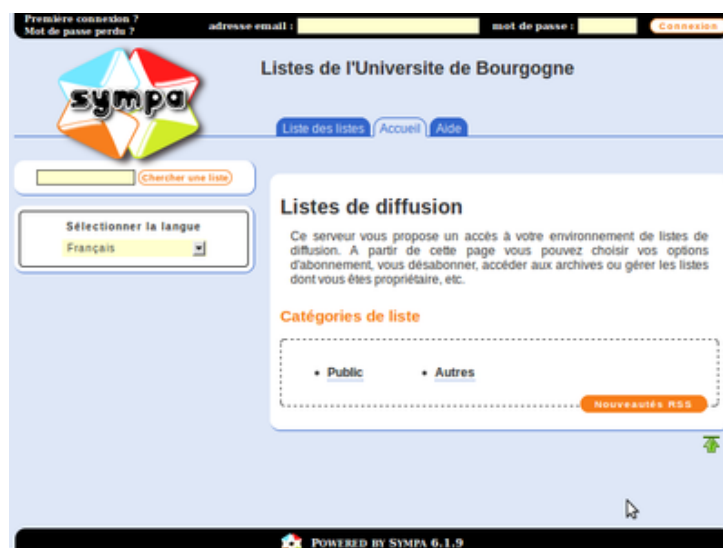 Première connexion ?
Mot de passe perdu ?
adresse email :
mot de passe :
Connexion
sympa
Listes de l'Universite de Bourgogne
Liste des listes
Accueil
Aide
Chercher une liste
Sélectionner la langue
Français
Listes de diffusion
Ce serveur vous propose un accès à votre environnement de listes de
diffusion. A partir de cette page vous pouvez choisir vos options
d'abonnement, vous désabonner, accéder aux archives ou gérer les listes
dont vous êtes propriétaire, etc.
Catégories de liste
• Public
• Autres
Nouveautés RSS
POWERED BY SYMPA 6.1.9